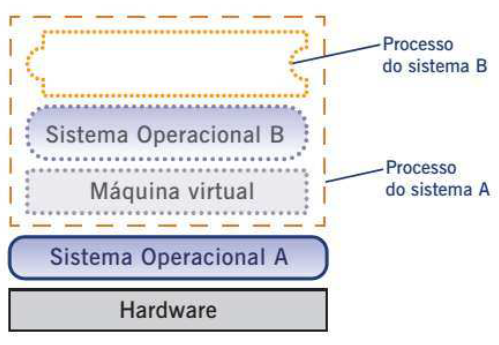 Processo
do sistema B
Sistema Operacional B
Máquina virtual
Processo
do sistema A
Sistema Operacional A
Hardware